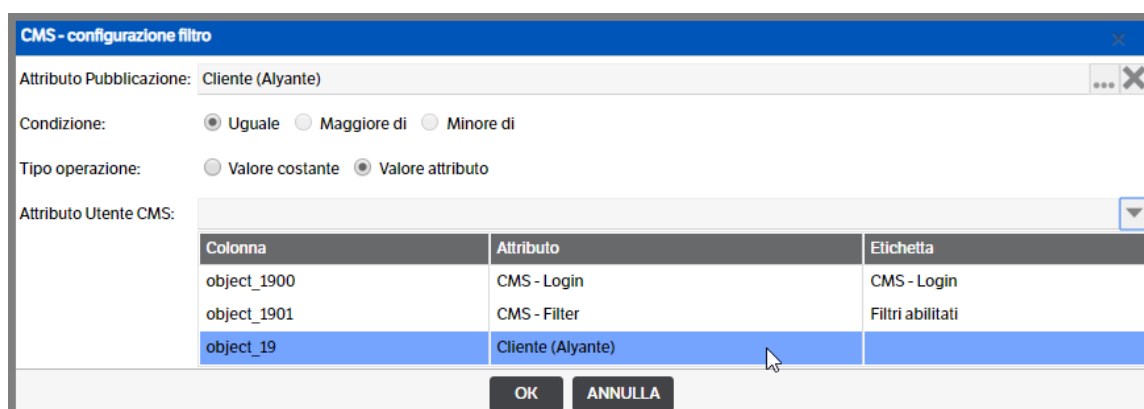 CMS - configurazione filtro
Attributo Pubblicazione: Cliente (Alyante)
Condizione: Uguale Maggiore di Minore di
Tipo operazione: Valore costante Valore attributo
Attributo Utente CMS:
Colonna Attributo Etichetta
object_1900 CMS - Login CMS - Login
object_1901 CMS - Filter Filtri abilitati
object_19 Cliente (Alyante)
OK ANNULLA